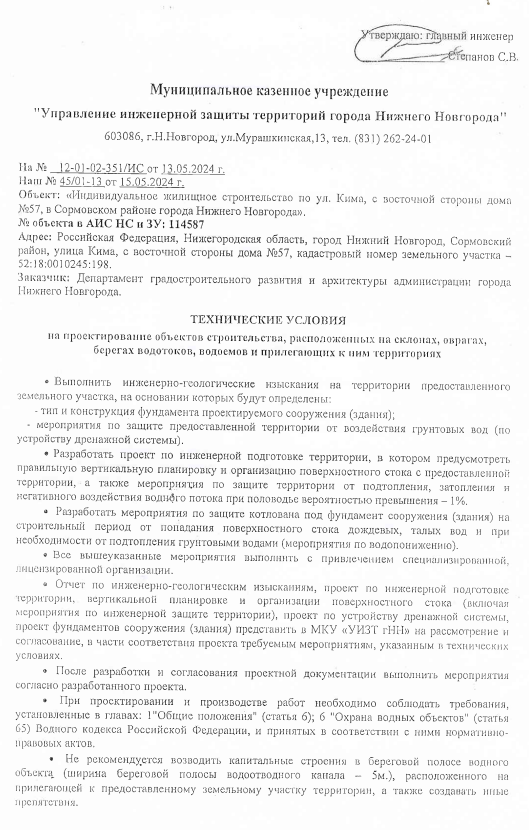 Утверждаю: главный инженер
Степанов С.В.
Муниципальное казенное учреждение
"Управление инженерной защиты территорий города Нижнего Новгорода"
603086, г.Н.Новгород, ул.Мурашкинская,13, тел. (831) 262-24-01
На № 12-01-02-351/ИС от 13.05.2024 г.
Наш № 45/01-13 от 15.05.2024 г.
Объект: «Индивидуальное жилищное строительство по ул. Кима, с восточной стороны дома
№57, в Сормовском районе города Нижнего Новгорода».
№ объекта в АИС НС и ЗУ: 114587
Адрес: Российская Федерация, Нижегородская область, город Нижний Новгород, Сормовский
район, улица Кима, с восточной стороны дома №57, кадастровый номер земельного участка –
52:18:0010245:198.
Заказчик: Департамент градостроительного развития и архитектуры администрации города
Нижнего Новгорода.
ТЕХНИЧЕСКИЕ УСЛОВИЯ
на проектирование объектов строительства, расположенных на склонах, оврагах,
берегах водотоков, водоемов и прилегающих к ним территориях
• Выполнить инженерно-геологические изыскания на территории предоставленного
земельного участка, на основании которых будут определены:
- тип и конструкция фундамента проектируемого сооружения (здания);
- мероприятия по защите предоставленной территории от воздействия грунтовых вод (по
устройству дренажной системы).
• Разработать проект по инженерной подготовке территории, в котором предусмотреть
правильную вертикальную планировку и организацию поверхностного стока с предоставленной
территории, а также мероприятия по защите территории от подтопления, затопления и
негативного воздействия водного потока при половодье вероятностью превышения – 1%.
• Разработать мероприятия по защите котлована под фундамент сооружения (здания) на
строительный период от попадания поверхностного стока дождевых, талых вод и при
необходимости от подтопления грунтовыми водами (мероприятия по водопонижению).
• Все вышеуказанные мероприятия выполнить с привлечением специализированной,
лицензированной организации.
• Отчет по инженерно-геологическим изысканиям, проект по инженерной подготовке
территории, вертикальной планировке и организации поверхностного стока (включая
мероприятия по инженерной защите территории), проект по устройству дренажной системы,
проект фундаментов сооружения (здания) представить в МКУ «УИЗТ гНН» на рассмотрение и
согласование, в части соответствия проекта требуемым мероприятиям, указанным в технических
условиях.
• После разработки и согласования проектной документации выполнить мероприятия
согласно разработанного проекта.
• При проектировании и производстве работ необходимо соблюдать требования,
установленные в главах: 1"Общие положения" (статья 6); 6 "Охрана водных объектов" (статья
65) Водного кодекса Российской Федерации, и принятых в соответствии с ними нормативно-
правовых актов.
• Не рекомендуется возводить капитальные строения в береговой полосе водного
объекта (ширина береговой полосы водоотводного канала – 5м.), расположенного на
прилегающей к предоставленному земельному участку территории, а также создавать иные
препятствия.